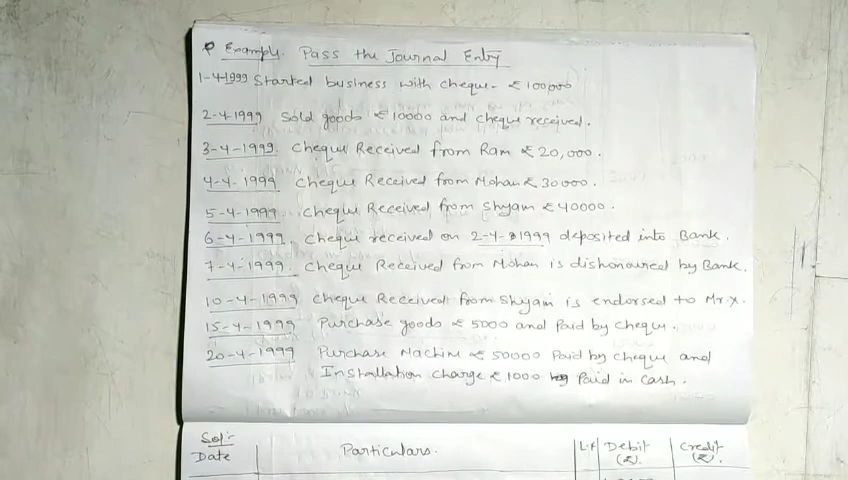 Example. Pass the Journal Entry
1-4-1999 Started business with cheque - ₹100,000
2-4-1999 Sold goods ₹10000 and cheque received.
3-4-1999. Cheque Received from Ram ₹20,000.
4-4-1999 Cheque Received from Mohan ₹30000.
5-4-1999. Cheque Received from Shyam ₹40000.
6-4-1999. Cheque received on 2-4-1999 deposited into Bank.
7-4-1999. Cheque Received from Mohan is dishonoured by Bank.
10-4-1999 Cheque Received from Shyam is endorsed to Mr. X.
15-4-1999 Purchase goods ₹5000 and Paid by cheque.
20-4-1999 Purchase Machine ₹50000 Paid by cheque and
Installation charge ₹1000 Paid in cash.
Sol:-
Date Particulars. L.F Debit (₹). Credit (₹).